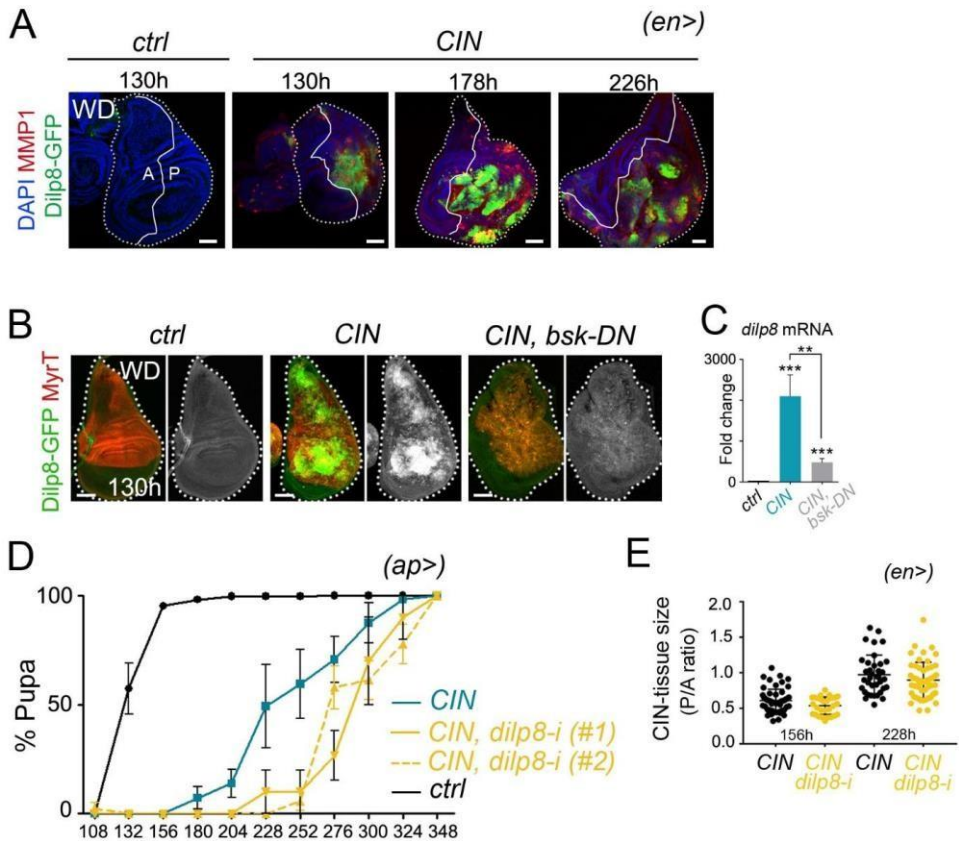 A
ctrl
CIN
(en>)
130h
130h
178h
226h
DAPI MMP1
Dilp8-GFP
WD
A P
B
ctrl
CIN
CIN, bsk-DN
Dilp8-GFP MyrT
WD
130h
C
dilp8 mRNA
Fold change
3000
0
**
***
***
ctrl
CIN
CIN,
bsk-DN
D
(ap>)
% Pupa
100
50
0
CIN
CIN, dilp8-i (#1)
CIN, dilp8-i (#2)
ctrl
108 132 156 180 204 228 252 276 300 324 348
E
(en>)
CIN-tissue size
(P/A ratio)
2.0
1.5
1.0
0.5
0.0
156h
228h
CIN
CIN
dilp8-i
CIN
CIN
dilp8-i